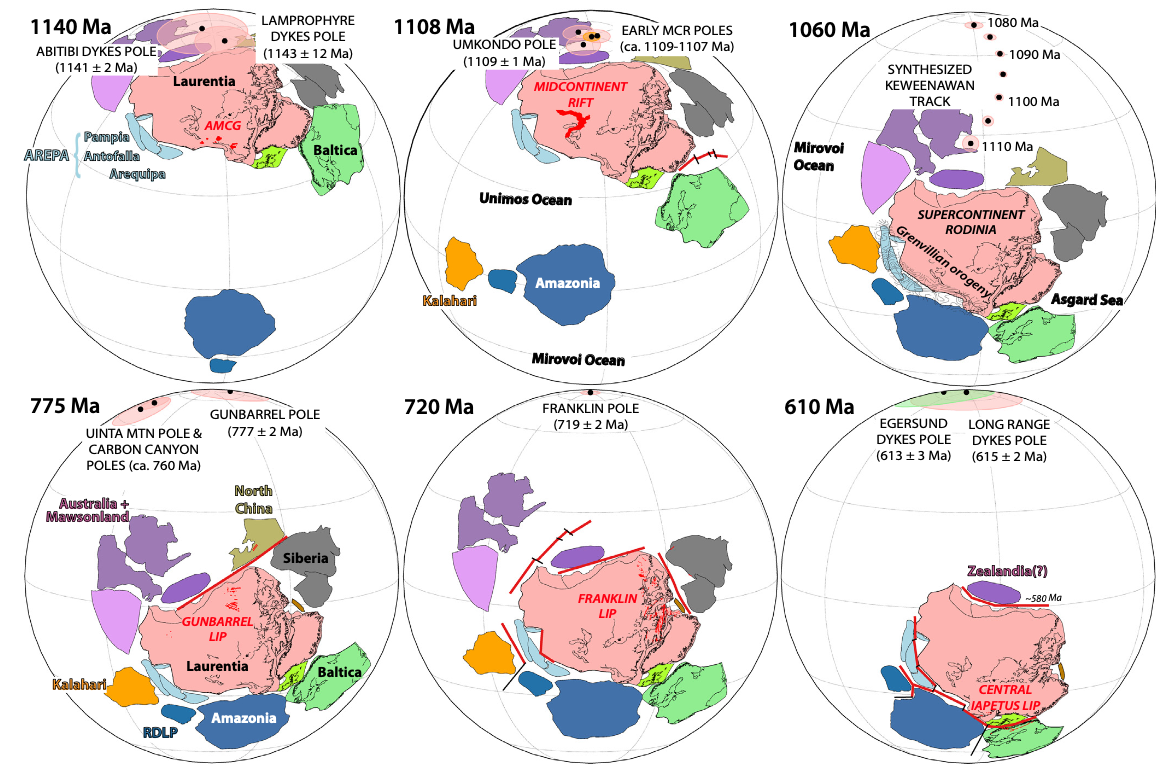 1140 Ma
ABITIBI DYKES POLE
(1141 ± 2 Ma)
LAMPROPHYRE
DYKES POLE
(1143 ± 12 Ma)
Laurentia
AMCG
Pampia
AREPA
Antofalla
Arequipa
Baltica
1108 Ma
UMKONDO POLE
(1109 ± 1 Ma)
EARLY MCR POLES
(ca. 1109-1107 Ma)
MIDCONTINENT
RIFT
Unimos Ocean
Kalahari
Amazonia
Mirovoi Ocean
1060 Ma
1080 Ma
1090 Ma
SYNTHESIZED
KEWEENAWAN
TRACK
1100 Ma
1110 Ma
Mirovoi
Ocean
SUPERCONTINENT
RODINIA
Grenvillian orogeny
Asgard Sea
775 Ma
GUNBARREL POLE
(777 ± 2 Ma)
UINTA MTN POLE &
CARBON CANYON
POLES (ca. 760 Ma)
Australia +
Mawsonland
North
China
Siberia
GUNBARREL
LIP
Laurentia
Baltica
Kalahari
Amazonia
RDLP
720 Ma
FRANKLIN POLE
(719 ± 2 Ma)
FRANKLIN
LIP
610 Ma
EGERSUND
DYKES POLE
(613 ± 3 Ma)
LONG RANGE
DYKES POLE
(615 ± 2 Ma)
Zealandia(?)
~580 Ma
CENTRAL
IAPETUS LIP